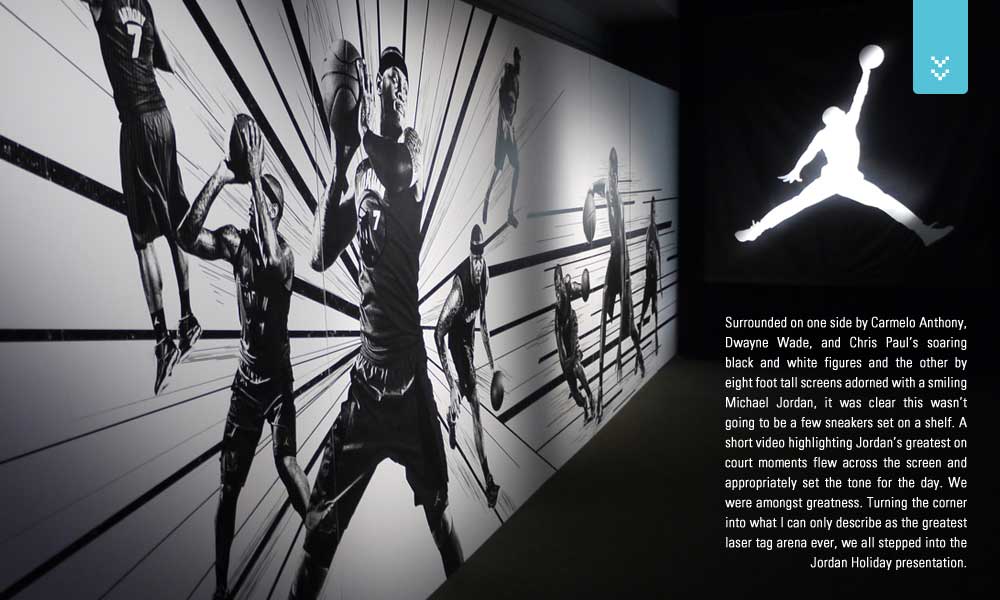 7
7
Surrounded on one side by Carmelo Anthony,
Dwayne Wade, and Chris Paul's soaring
black and white figures and the other by
eight foot tall screens adorned with a smiling
Michael Jordan, it was clear this wasn't
going to be a few sneakers set on a shelf. A
short video highlighting Jordan's greatest on
court moments flew across the screen and
appropriately set the tone for the day. We
were amongst greatness. Turning the corner
into what I can only describe as the greatest
laser tag arena ever, we all stepped into the
Jordan Holiday presentation.